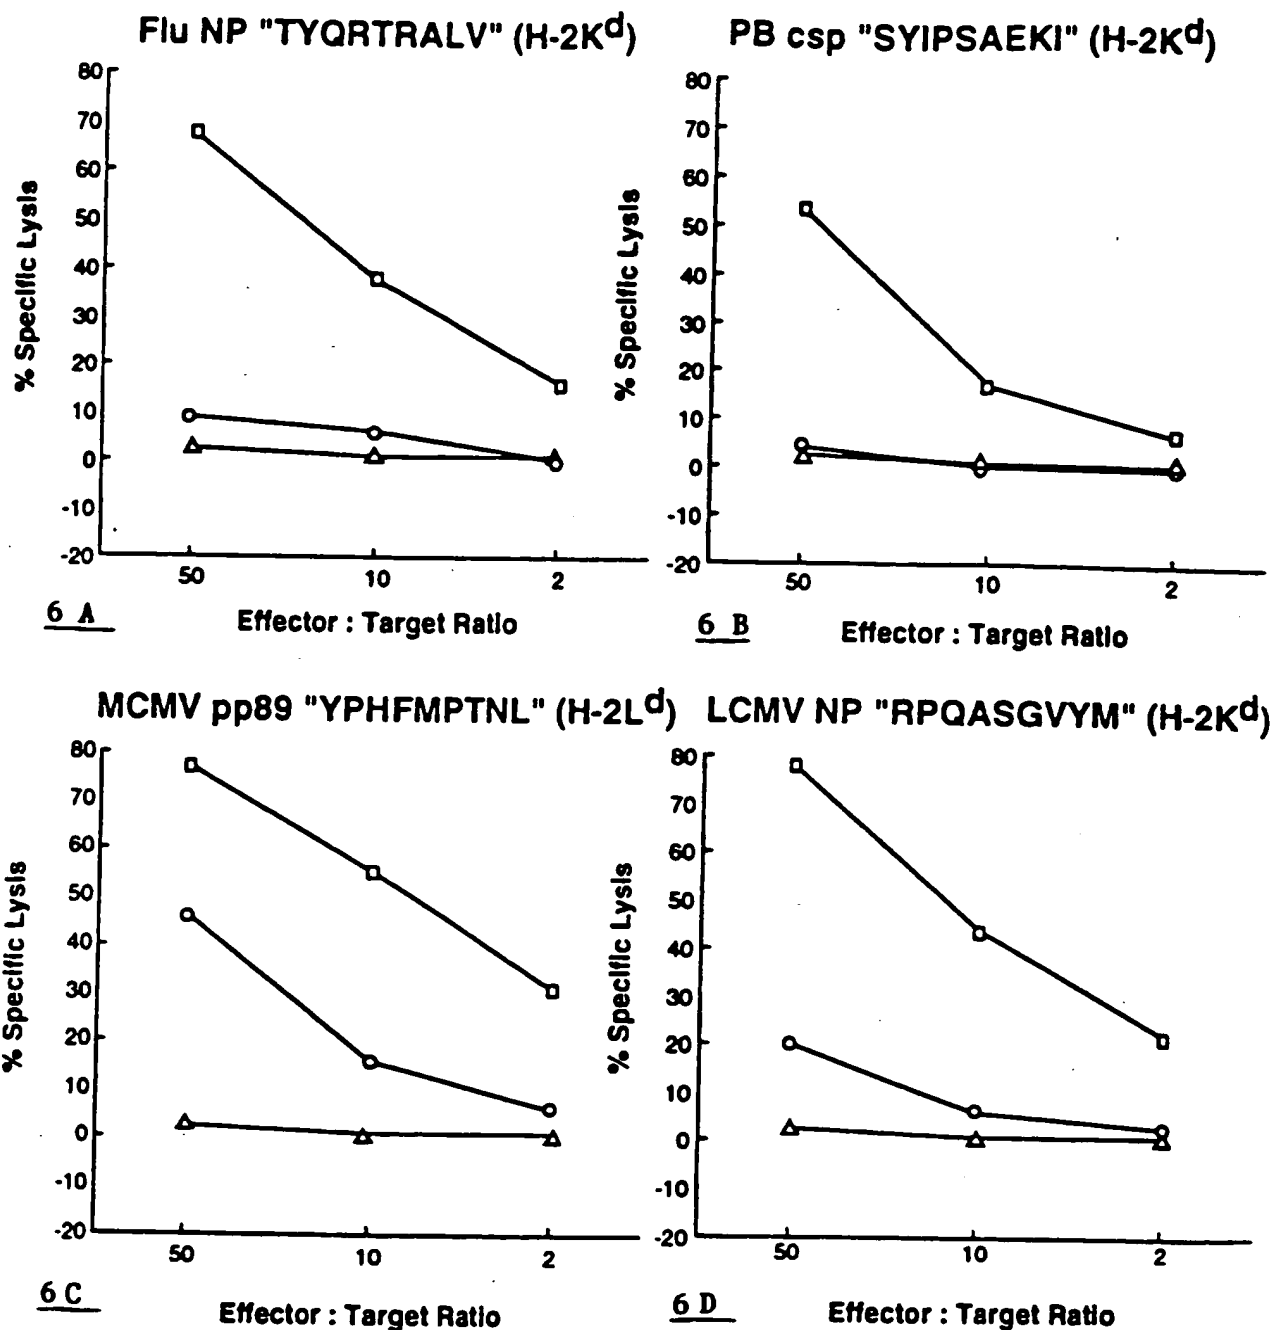 Flu NP "TYQRTRALV" (H-2Kd)
80
70
60
50
40
30
20
10
0
-10
-20
% Specific Lysis
50 10 2
6 A
Effector : Target Ratio
PB csp "SYIPSAEKI" (H-2Kd)
80
70
60
50
40
30
20
10
0
-10
-20
% Specific Lysis
50 10 2
6 B
Effector : Target Ratio
MCMV pp89 "YPHFMPTNL" (H-2Ld)
80
70
60
50
40
30
20
10
0
-10
-20
% Specific Lysis
50 10 2
6 C
Effector : Target Ratio
LCMV NP "RPQASGVYM" (H-2Kd)
80
70
60
50
40
30
20
10
0
-10
-20
% Specific Lysis
50 10 2
6 D
Effector : Target Ratio